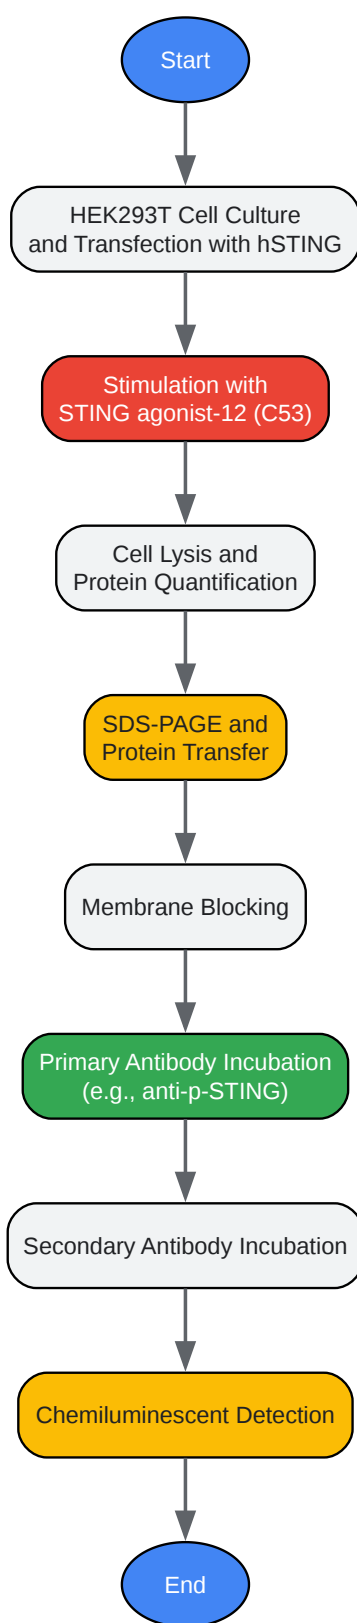 Start
HEK293T Cell Culture
and Transfection with hSTING
Stimulation with
STING agonist-12 (C53)
Cell Lysis and
Protein Quantification
SDS-PAGE and
Protein Transfer
Membrane Blocking
Primary Antibody Incubation
(e.g., anti-p-STING)
Secondary Antibody Incubation
Chemiluminescent Detection
End